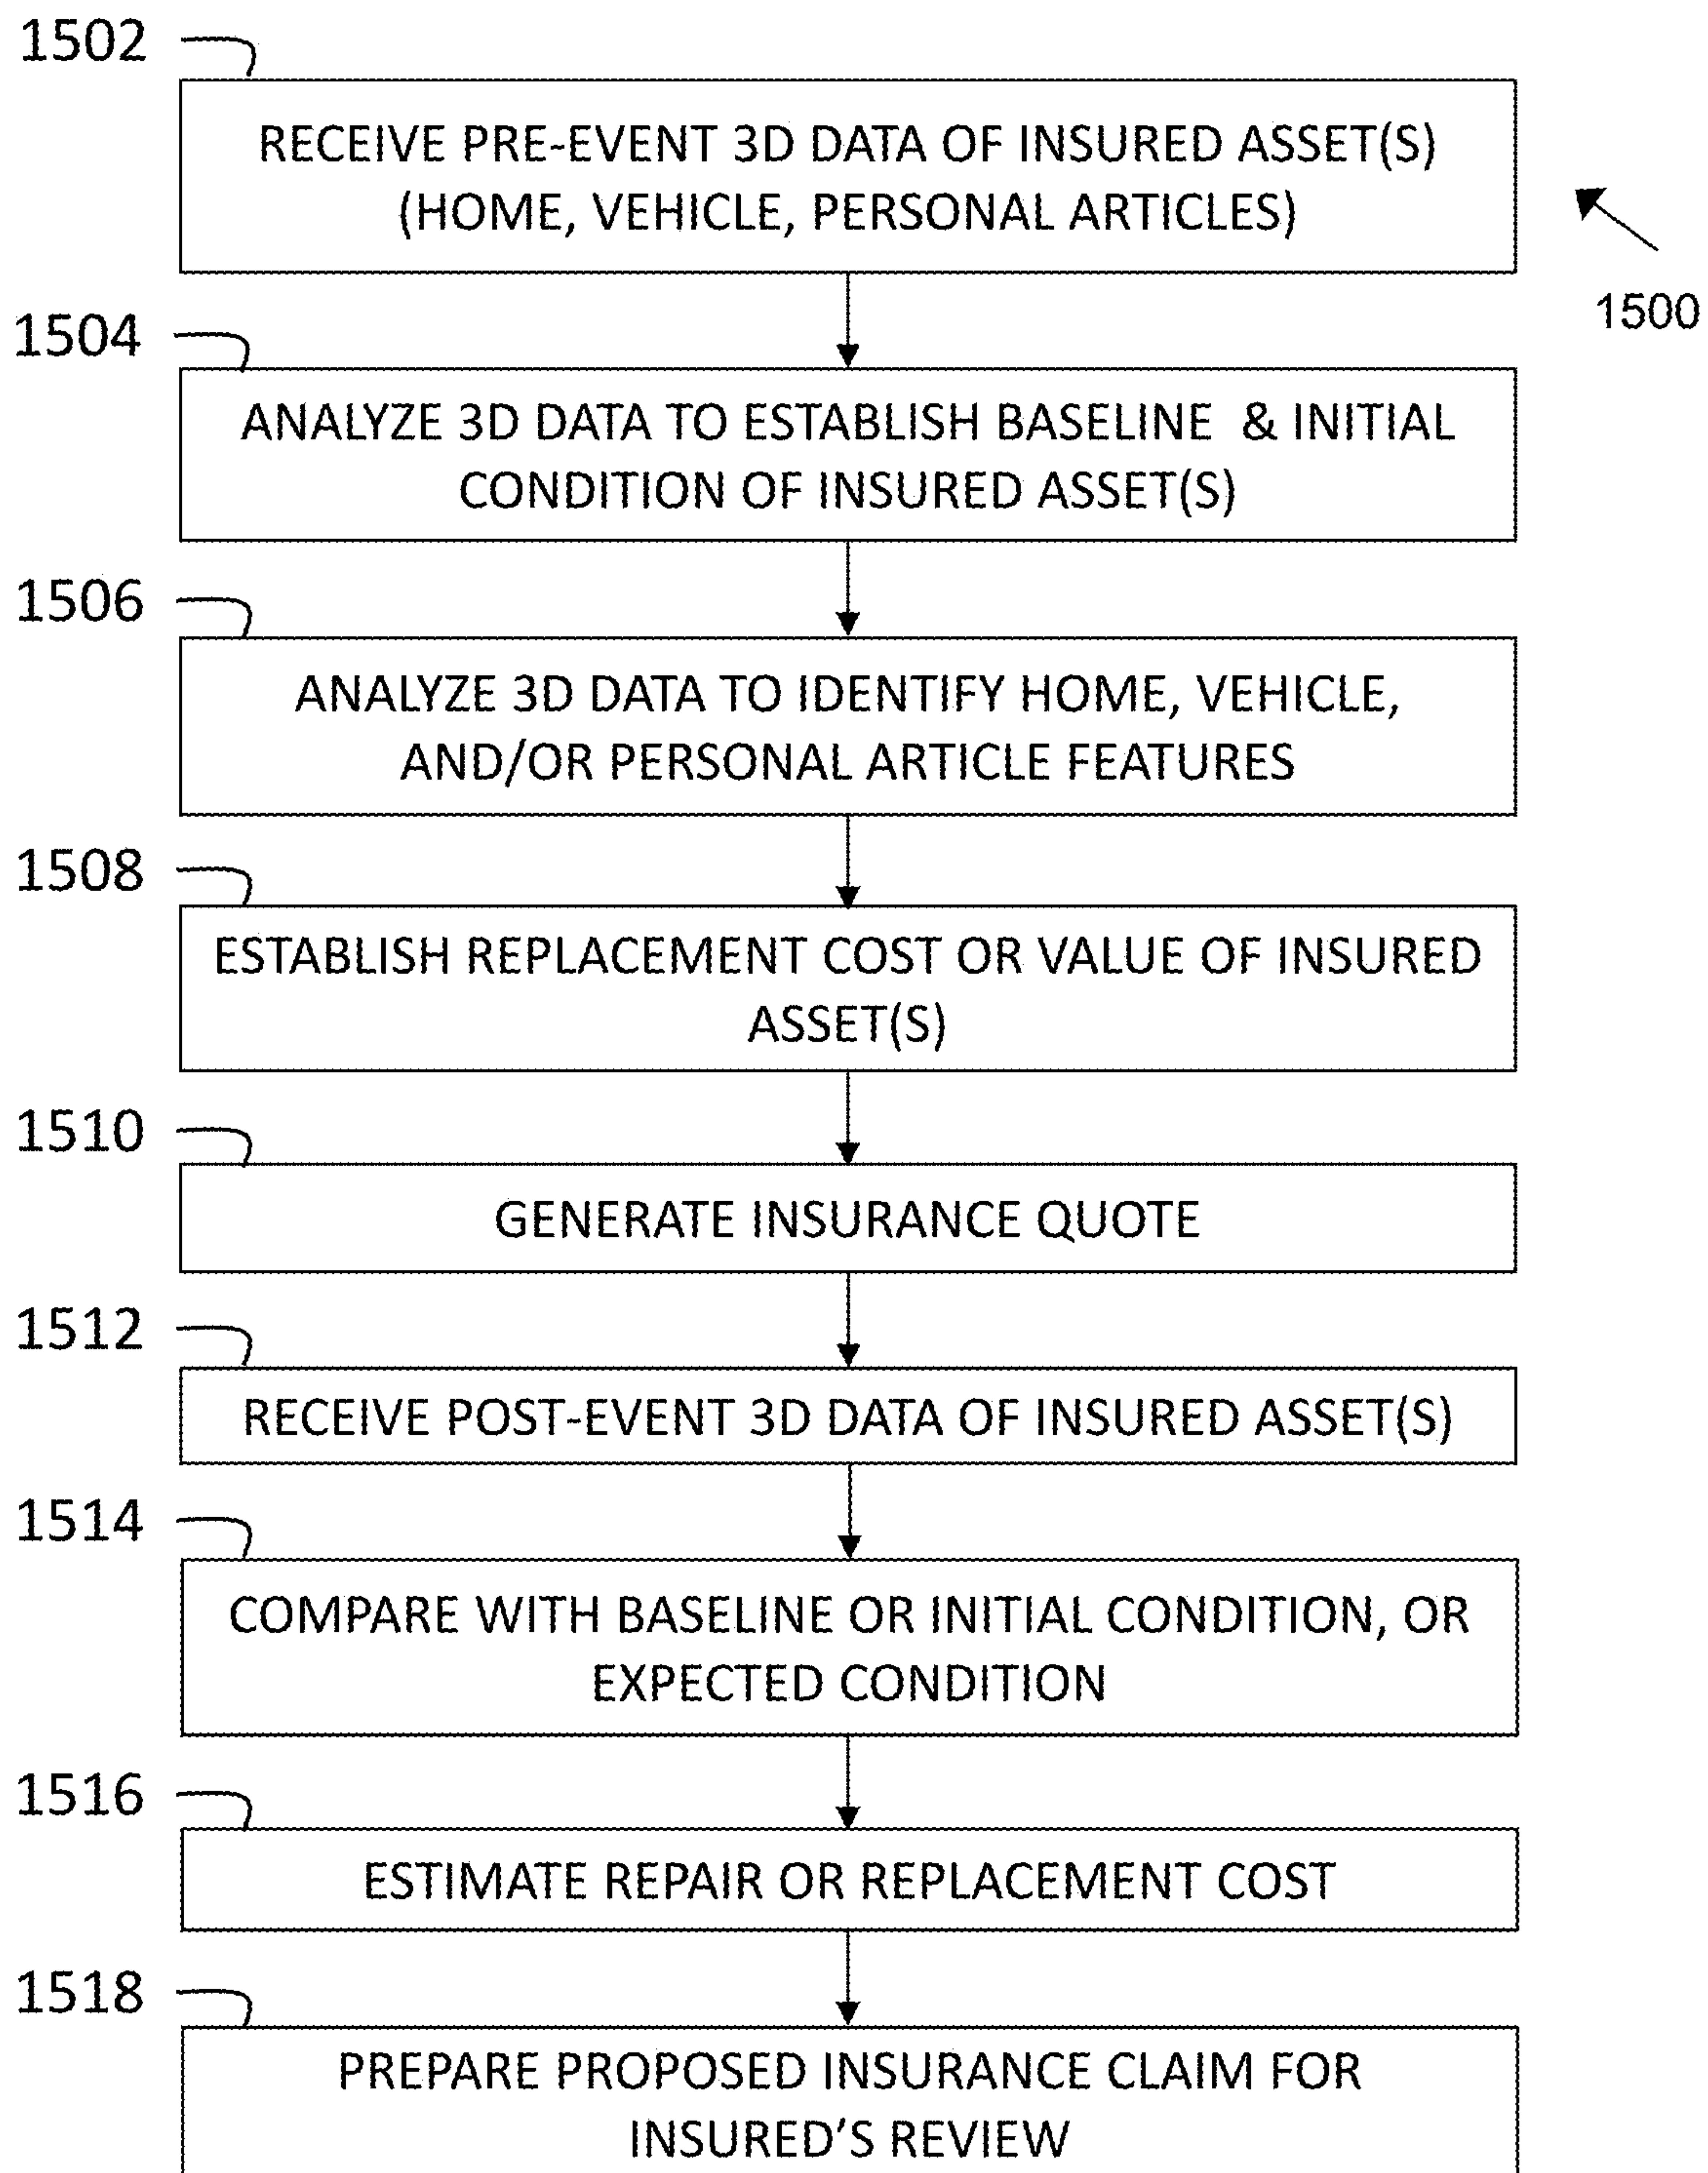 1502
RECEIVE PRE-EVENT 3D DATA OF INSURED ASSET(S)
(HOME, VEHICLE, PERSONAL ARTICLES)
1500
1504
ANALYZE 3D DATA TO ESTABLISH BASELINE & INITIAL
CONDITION OF INSURED ASSET(S)
1506
ANALYZE 3D DATA TO IDENTIFY HOME, VEHICLE,
AND/OR PERSONAL ARTICLE FEATURES
1508
ESTABLISH REPLACEMENT COST OR VALUE OF INSURED
ASSET(S)
1510
GENERATE INSURANCE QUOTE
1512
RECEIVE POST-EVENT 3D DATA OF INSURED ASSET(S)
1514
COMPARE WITH BASELINE OR INITIAL CONDITION, OR
EXPECTED CONDITION
1516
ESTIMATE REPAIR OR REPLACEMENT COST
1518
PREPARE PROPOSED INSURANCE CLAIM FOR
INSURED'S REVIEW